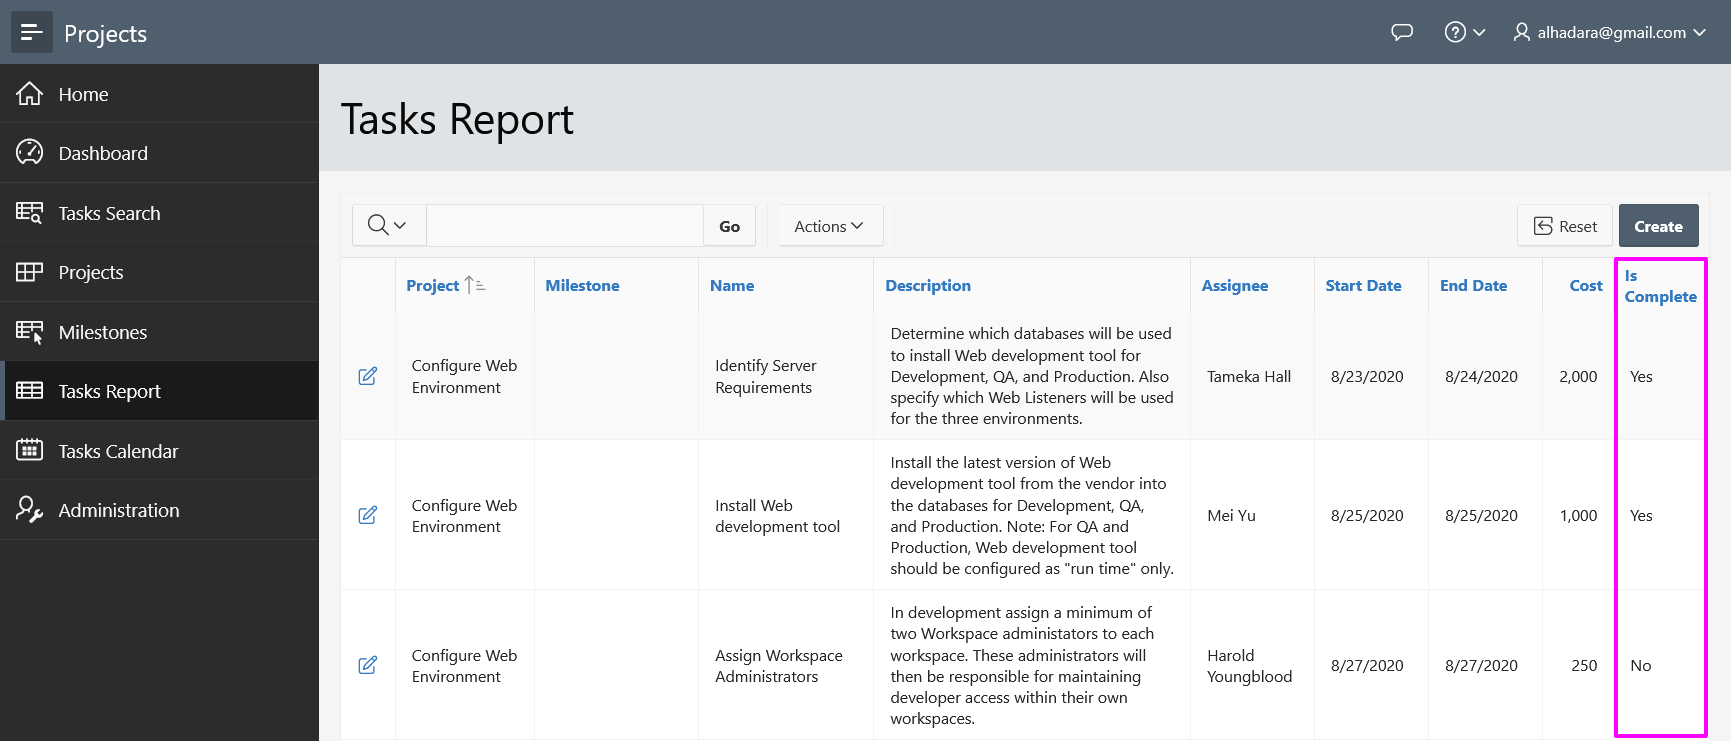 Projects
alhadara@gmail.com
Home
Dashboard
Tasks Search
Projects
Milestones
Tasks Report
Tasks Calendar
Administration
Tasks Report
Go
Actions
Reset
Create
Project
Milestone
Name
Description
Assignee
Start Date
End Date
Cost
Is
Complete
Configure Web
Environment
Identify Server
Requirements
Determine which databases will be used
to install Web development tool for
Development, QA, and Production. Also
specify which Web Listeners will be used
for the three environments.
Tameka Hall
8/23/2020
8/24/2020
2,000
Yes
Configure Web
Environment
Install Web
development tool
Install the latest version of Web
development tool from the vendor into
the databases for Development, QA,
and Production. Note: For QA and
Production, Web development tool
should be configured as "run time" only.
Mei Yu
8/25/2020
8/25/2020
1,000
Yes
Configure Web
Environment
Assign Workspace
Administrators
In development assign a minimum of
two Workspace administators to each
workspace. These administrators will
then be responsible for maintaining
developer access within their own
workspaces.
Harold
Youngblood
8/27/2020
8/27/2020
250
No